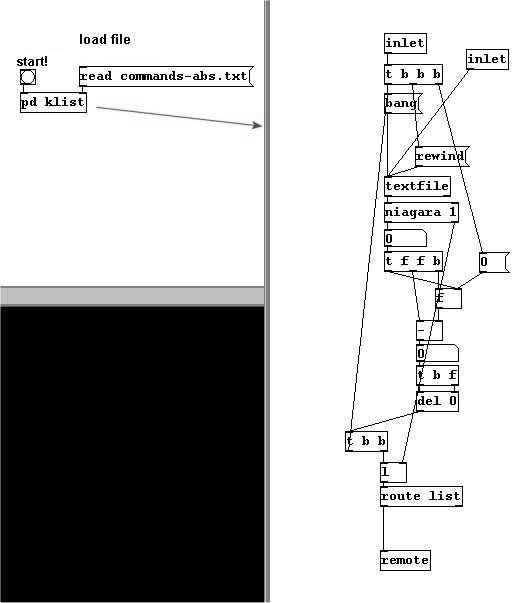 load file
start!
read commands-abs.txt
pd klist
inlet
inlet
t b b b
bang
rewind
textfile
niagara 1
0
t f f b
0
f
-
0
t b f
del 0
t b b
l
route list
remote